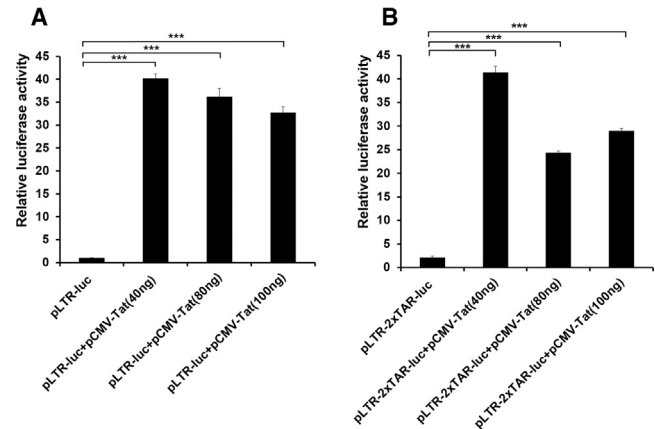 A
***
***
***
Relative luciferase activity
45
40
35
30
25
20
15
10
5
0
pLTR-luc
pLTR-luc+pCMV-Tat(40ng)
pLTR-luc+pCMV-Tat(80ng)
pLTR-luc+pCMV-Tat(100ng)
B
***
***
***
Relative luciferase activity
45
40
35
30
25
20
15
10
5
0
pLTR-2xTAR-luc
pLTR-2xTAR-luc+pCMV-Tat(40ng)
pLTR-2xTAR-luc+pCMV-Tat(80ng)
pLTR-2xTAR-luc+pCMV-Tat(100ng)